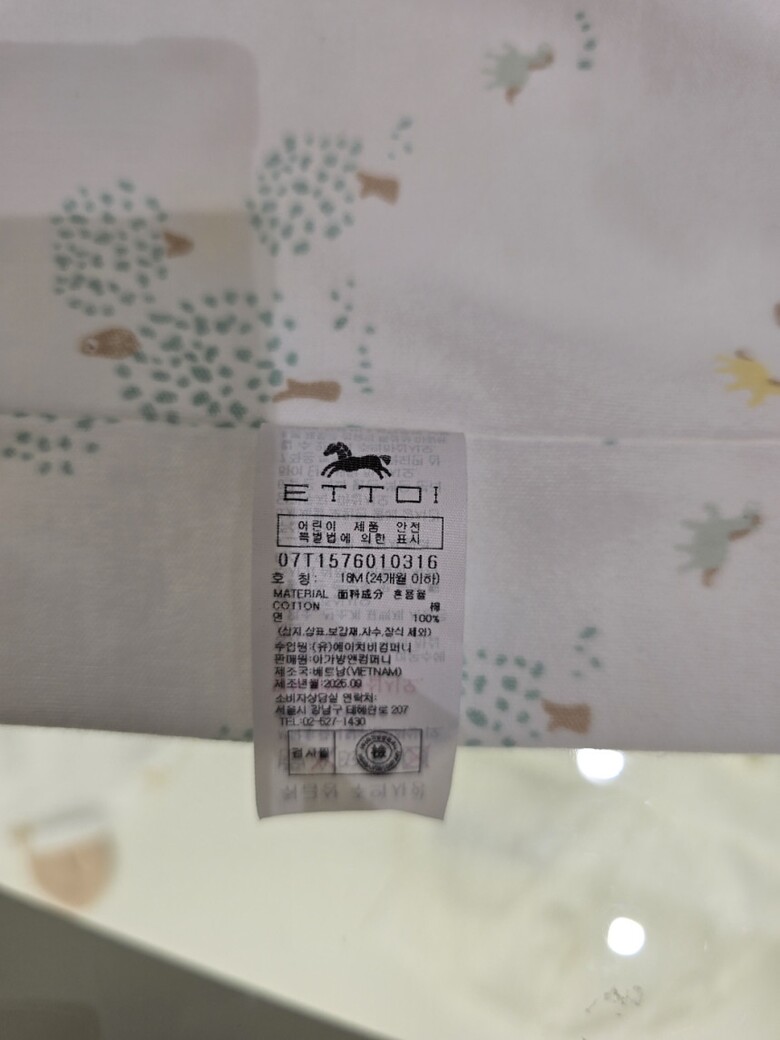 ETTOI
어린이 제품 안전
특별법에 의한 표시
07T1576010316
호 칭: 18M(24개월 이하)
MATERIAL 面料成分 혼용율
COTTON 棉
면 100%
(심지,상표,보강재,자수,장식 제외)
수입원:(유)에이치비컴퍼니
판매원:아가방앤컴퍼니
제조국:베트남(VIETNAM)
제조년월:2025.09
소비자상담실 연락처:
서울시 강남구 테헤란로 207
TEL:02-527-1430
검사필